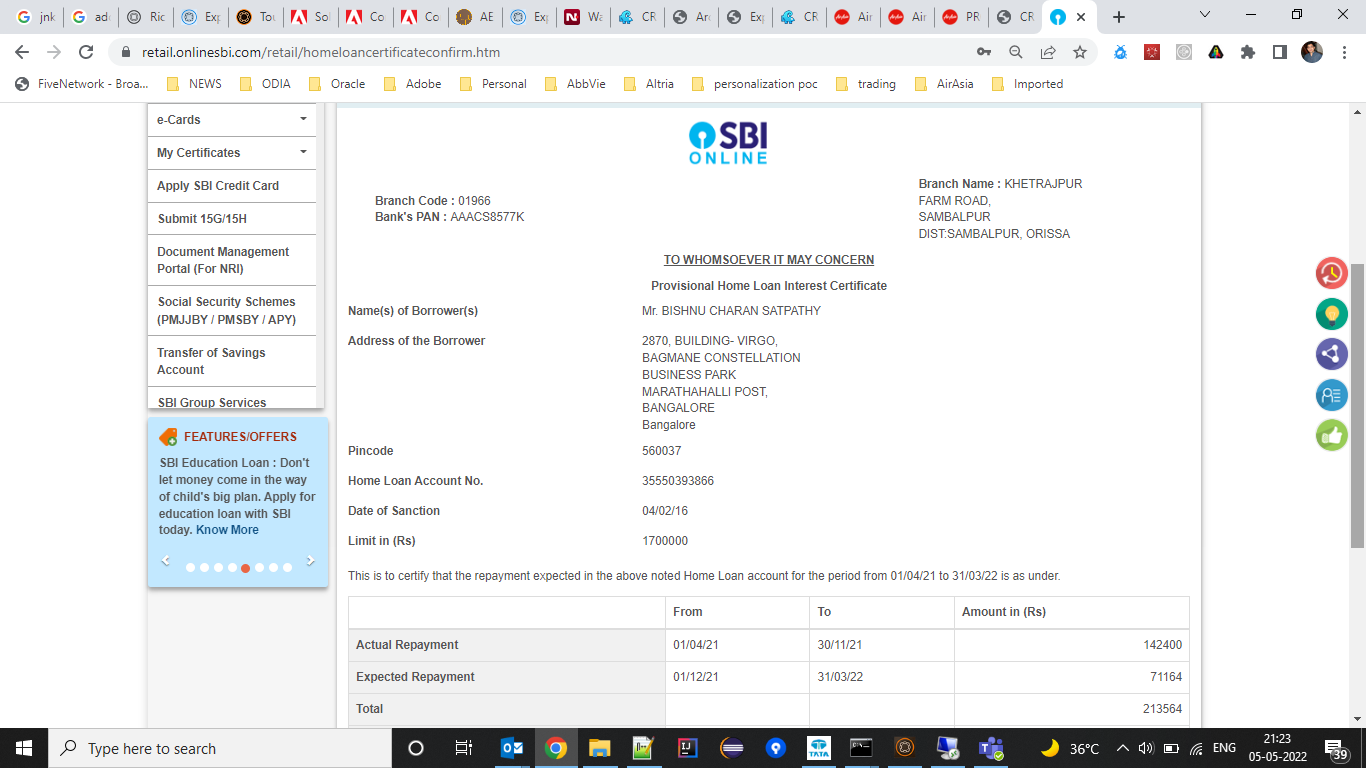 jnk
ado
Ric
Exp
Tou
Sol
Co
Co
AE
Exp
Wa
CR
Arc
Exp
CR
Air
Air
PR
CR
retail.onlinesbi.com/retail/homeloancertificateconfirm.htm
FiveNetwork - Broa...
NEWS
ODIA
Oracle
Adobe
Personal
AbbVie
Altria
personalization poc
trading
AirAsia
Imported
e-Cards
My Certificates
Apply SBI Credit Card
Submit 15G/15H
Document Management
Portal (For NRI)
Social Security Schemes
(PMJJBY / PMSBY / APY)
Transfer of Savings
Account
SBI Group Services
FEATURES/OFFERS
SBI Education Loan : Don't
let money come in the way
of child's big plan. Apply for
education loan with SBI
today. Know More
SBI
ONLINE
Branch Code : 01966
Bank's PAN : AAACS8577K
Branch Name : KHETRAJPUR
FARM ROAD,
SAMBALPUR
DIST:SAMBALPUR, ORISSA
TO WHOMSOEVER IT MAY CONCERN
Provisional Home Loan Interest Certificate
Name(s) of Borrower(s) Mr. BISHNU CHARAN SATPATHY
Address of the Borrower 2870, BUILDING- VIRGO,
BAGMANE CONSTELLATION
BUSINESS PARK
MARATHAHALLI POST,
BANGALORE
Bangalore
Pincode 560037
Home Loan Account No. 35550393866
Date of Sanction 04/02/16
Limit in (Rs) 1700000
This is to certify that the repayment expected in the above noted Home Loan account for the period from 01/04/21 to 31/03/22 is as under.
From To Amount in (Rs)
Actual Repayment 01/04/21 30/11/21 142400
Expected Repayment 01/12/21 31/03/22 71164
Total 213564
Type here to search
TATA
36°C
ENG
21:23
05-05-2022
39